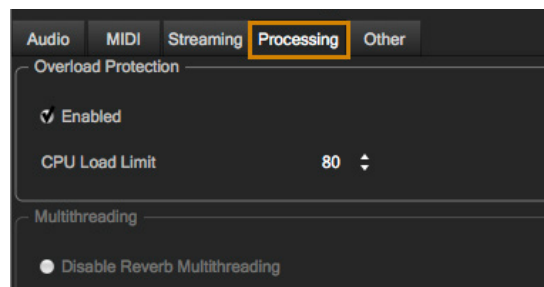 Audio MIDI Streaming Processing Other
Overload Protection
Enabled
CPU Load Limit 80
Multithreading
Disable Reverb Multithreading